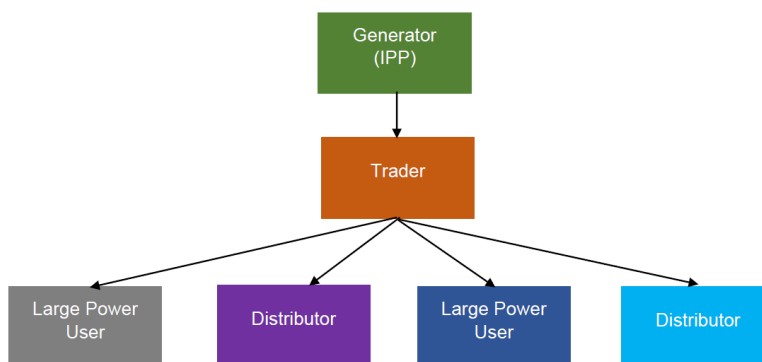 Generator
(IPP)
Trader
Large Power
User
Distributor
Large Power
User
Distributor